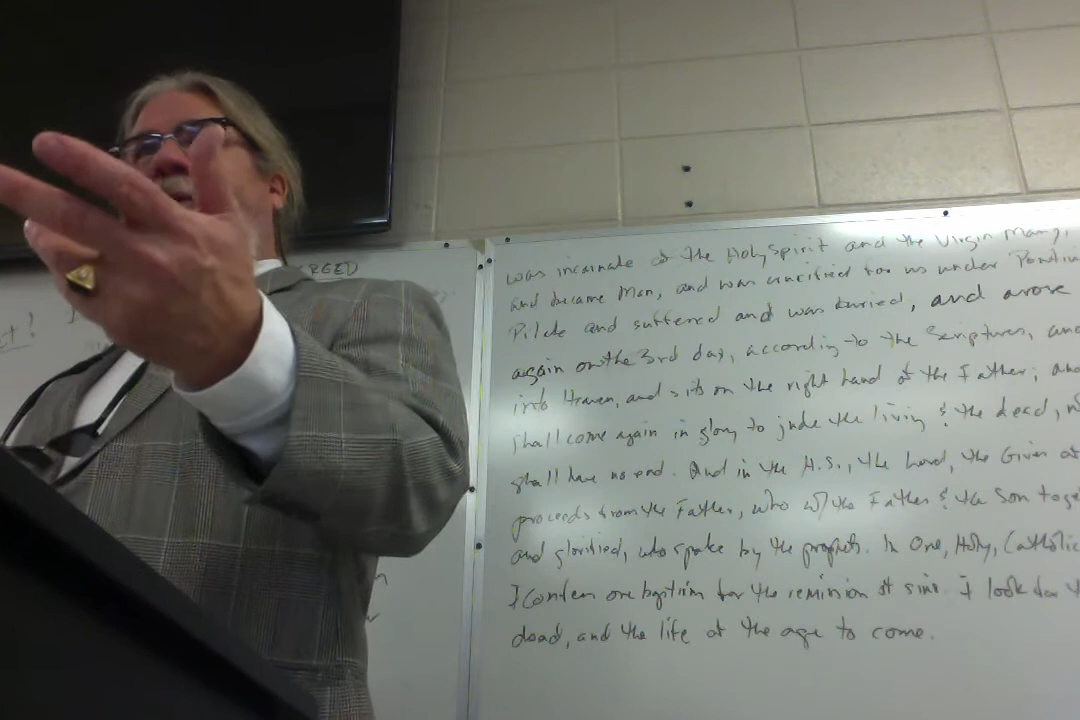 CREED
was incarnate of the Holy Spirit and the Virgin Mary,
and became Man, and was crucified for us under Pontiu
Pilate and suffered and was buried, and arose
again on the 3rd day, according to the Scriptures, and
into Heaven, and sits on the right hand of the Father; and
shall come again in glory to judge the living & the dead,
shall have no end. And in the H.S., the Lord, the Giver of
proceeds from the Father, who w/ the Father & the Son toge
and glorified, who spoke by the prophets. In One, Holy, Catholic
I confess one baptism for the remission of sins. I look for
dead, and the life of the age to come.